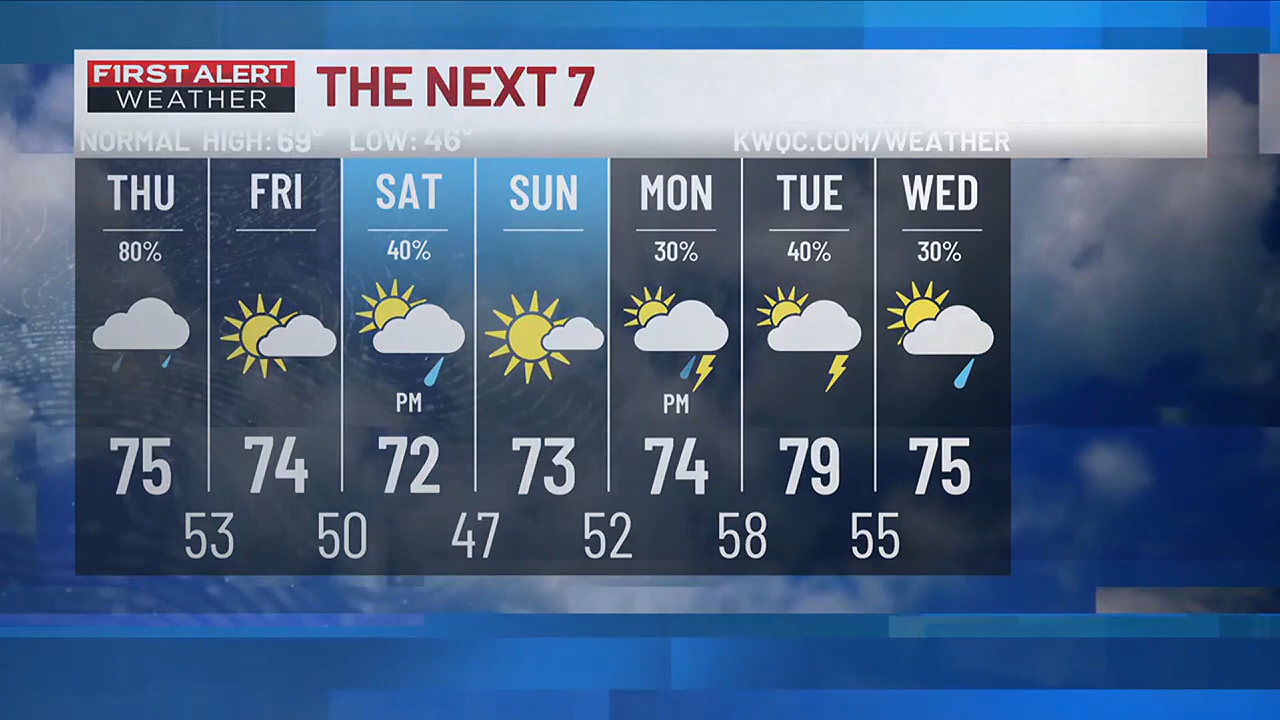 F1RST ALERT
WEATHER
THE NEXT 7
NORMAL HIGH: 69° LOW: 46° KWQC.COM/WEATHER
THU FRI SAT SUN MON TUE WED
80% 40% 30% 40% 30%
PM PM
75 74 72 73 74 79 75
53 50 47 52 58 55